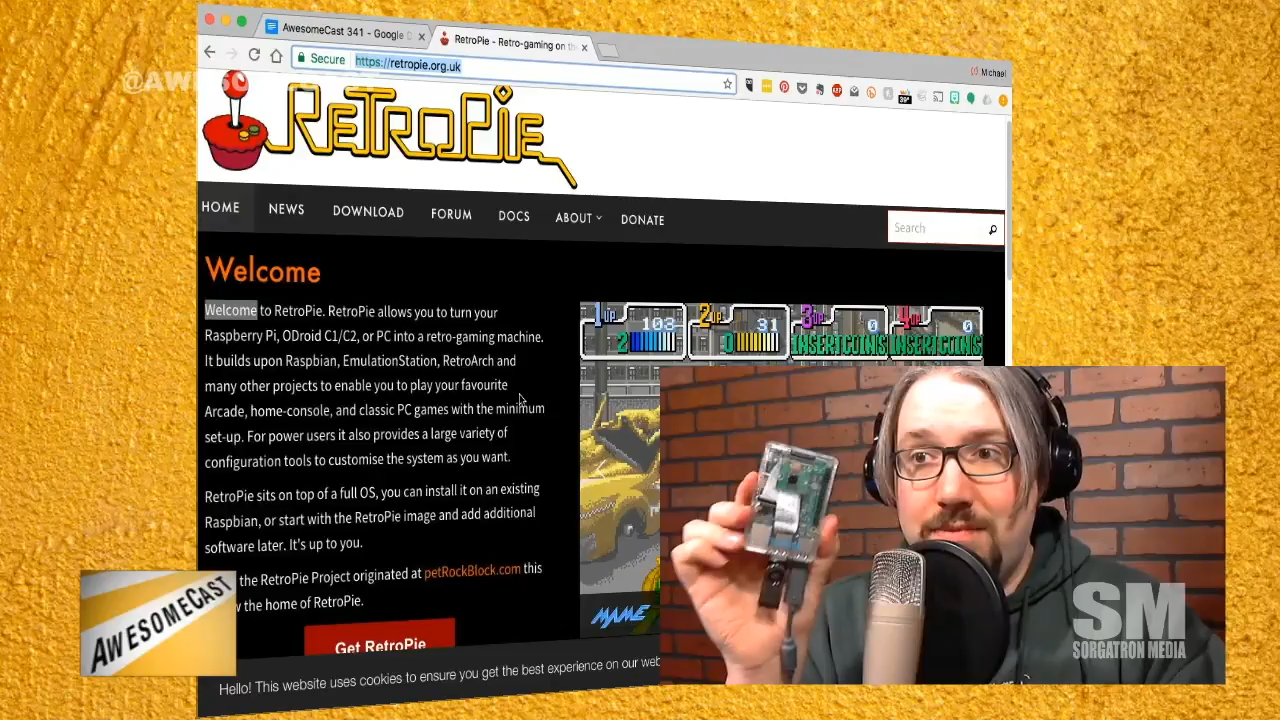 AwesomeCast 341 - Google D
RetroPie - Retro-gaming on th
Michael
Secure
https://retropie.org.uk
RETROPIE
HOME
NEWS
DOWNLOAD
FORUM
DOCS
ABOUT
DONATE
Search
Welcome
Welcome to RetroPie. RetroPie allows you to turn your
Raspberry Pi, ODroid C1/C2, or PC into a retro-gaming machine.
It builds upon Raspbian, EmulationStation, RetroArch and
many other projects to enable you to play your favourite
Arcade, home-console, and classic PC games with the minimum
set-up. For power users it also provides a large variety of
configuration tools to customise the system as you want.
RetroPie sits on top of a full OS, you can install it on an existing
Raspbian, or start with the RetroPie image and add additional
software later. It's up to you.
the RetroPie Project originated at petRockBlock.com this
the home of RetroPie.
Get RetroPie
Hello! This website uses cookies to ensure you get the best experience on our web
1UP 103
2
2UP 31
0
3UP 0
INSERT COINS
4UP 0
INSERT COINS
MAME
AWESOMECAST
SM
SORGATRON MEDIA